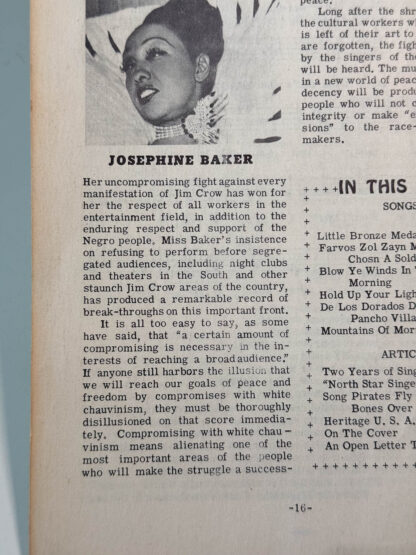 JOSEPHINE BAKER
Her uncompromising fight against every
manifestation of Jim Crow has won for
her the respect of all workers in the
entertainment field, in addition to the
enduring respect and support of the
Negro people. Miss Baker's insistence
on refusing to perform before segre-
gated audiences, including night clubs
and theaters in the South and other
staunch Jim Crow areas of the country,
has produced a remarkable record of
break-throughs on this important front.
It is all too easy to say, as some
have said, that "a certain amount of
compromising is necessary in the in-
terests of reaching a broad audience."
If anyone still harbors the illusion that
we will reach our goals of peace and
freedom by compromises with white
chauvinism, they must be thoroughly
disillusioned on that score immedia-
tely. Compromising with white chau-
vinism means alienating one of the
most important areas of the people
who will make the struggle a success-
peace.
Long after the shr
the cultural workers w
is left of their art to
are forgotten, the figh
by the singers of the
will be heard. The mu
in a new world of peac
decency will be produ
people who will not c
integrity or make "e
sions" to the race-
makers.
++++IN THIS
SONGS
Little Bronze Meda
Farvos Zol Zayn M
Chosn A Sold
Blow Ye Winds In
Morning
Hold Up Your Ligh
De Los Dorados D
Pancho Villa
Mountains Of Mor
ARTIC
Two Years of Sing
"North Star Singe
Song Pirates Fly
Bones Over
Heritage U. S. A.
On The Cover
An Open Letter T
-16-